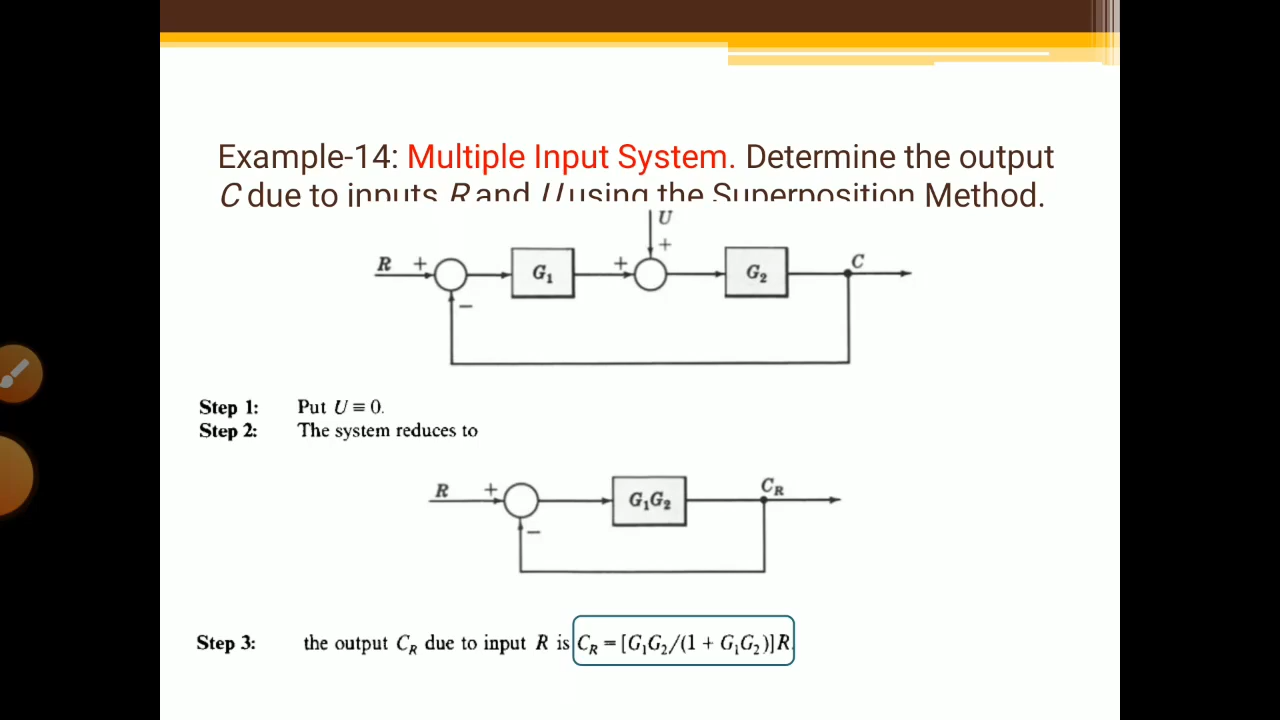 Example-14: Multiple Input System. Determine the output
C due to inputs R and U using the Superposition Method.
U
+
R + G₁ + G₂ C
−
Step 1: Put U ≡ 0.
Step 2: The system reduces to
R + G₁G₂ C_R
−
Step 3: the output C_R due to input R is C_R = [G₁G₂/(1 + G₁G₂)]R.